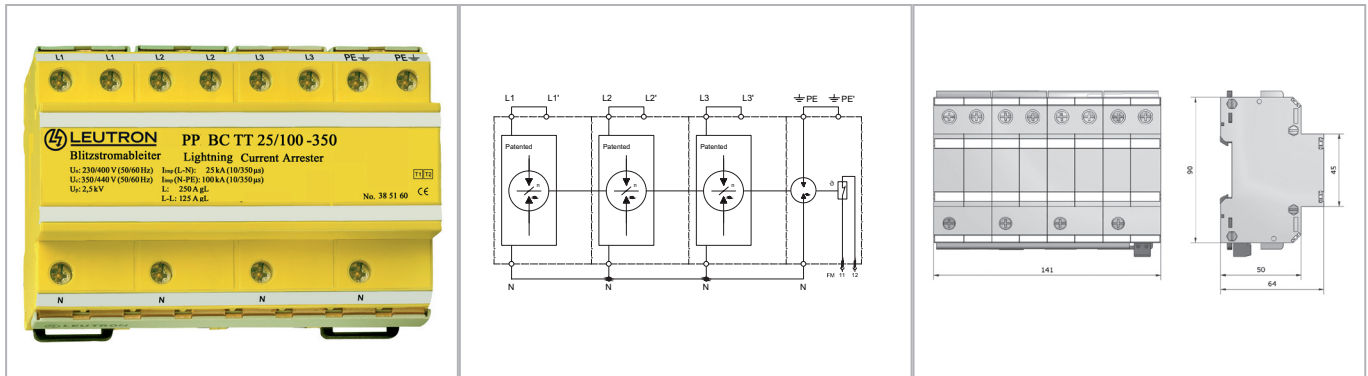 L1 L1 L2 L2 L3 L3 PE PE
LEUTRON PP BC TT 25/100 -350
Blitzstromableiter Lightning Current Arrester
Un: 230/400 V (50/60 Hz) Iimp (L-N): 25 kA (10/350 µs)
Uc: 350/440 V (50/60 Hz) Iimp (N-PE): 100 kA (10/350 µs)
Up: 2,5 kV L: 250 A gL
L-L: 125 A gL
T1 T2
No. 38 51 60 CE
N N N N
LEUTRON
L1 L1' L2 L2' L3 L3' PE PE'
Patented Patented Patented
n n n
ϑ
N N N N FM 11 12
90
45
141
50
64